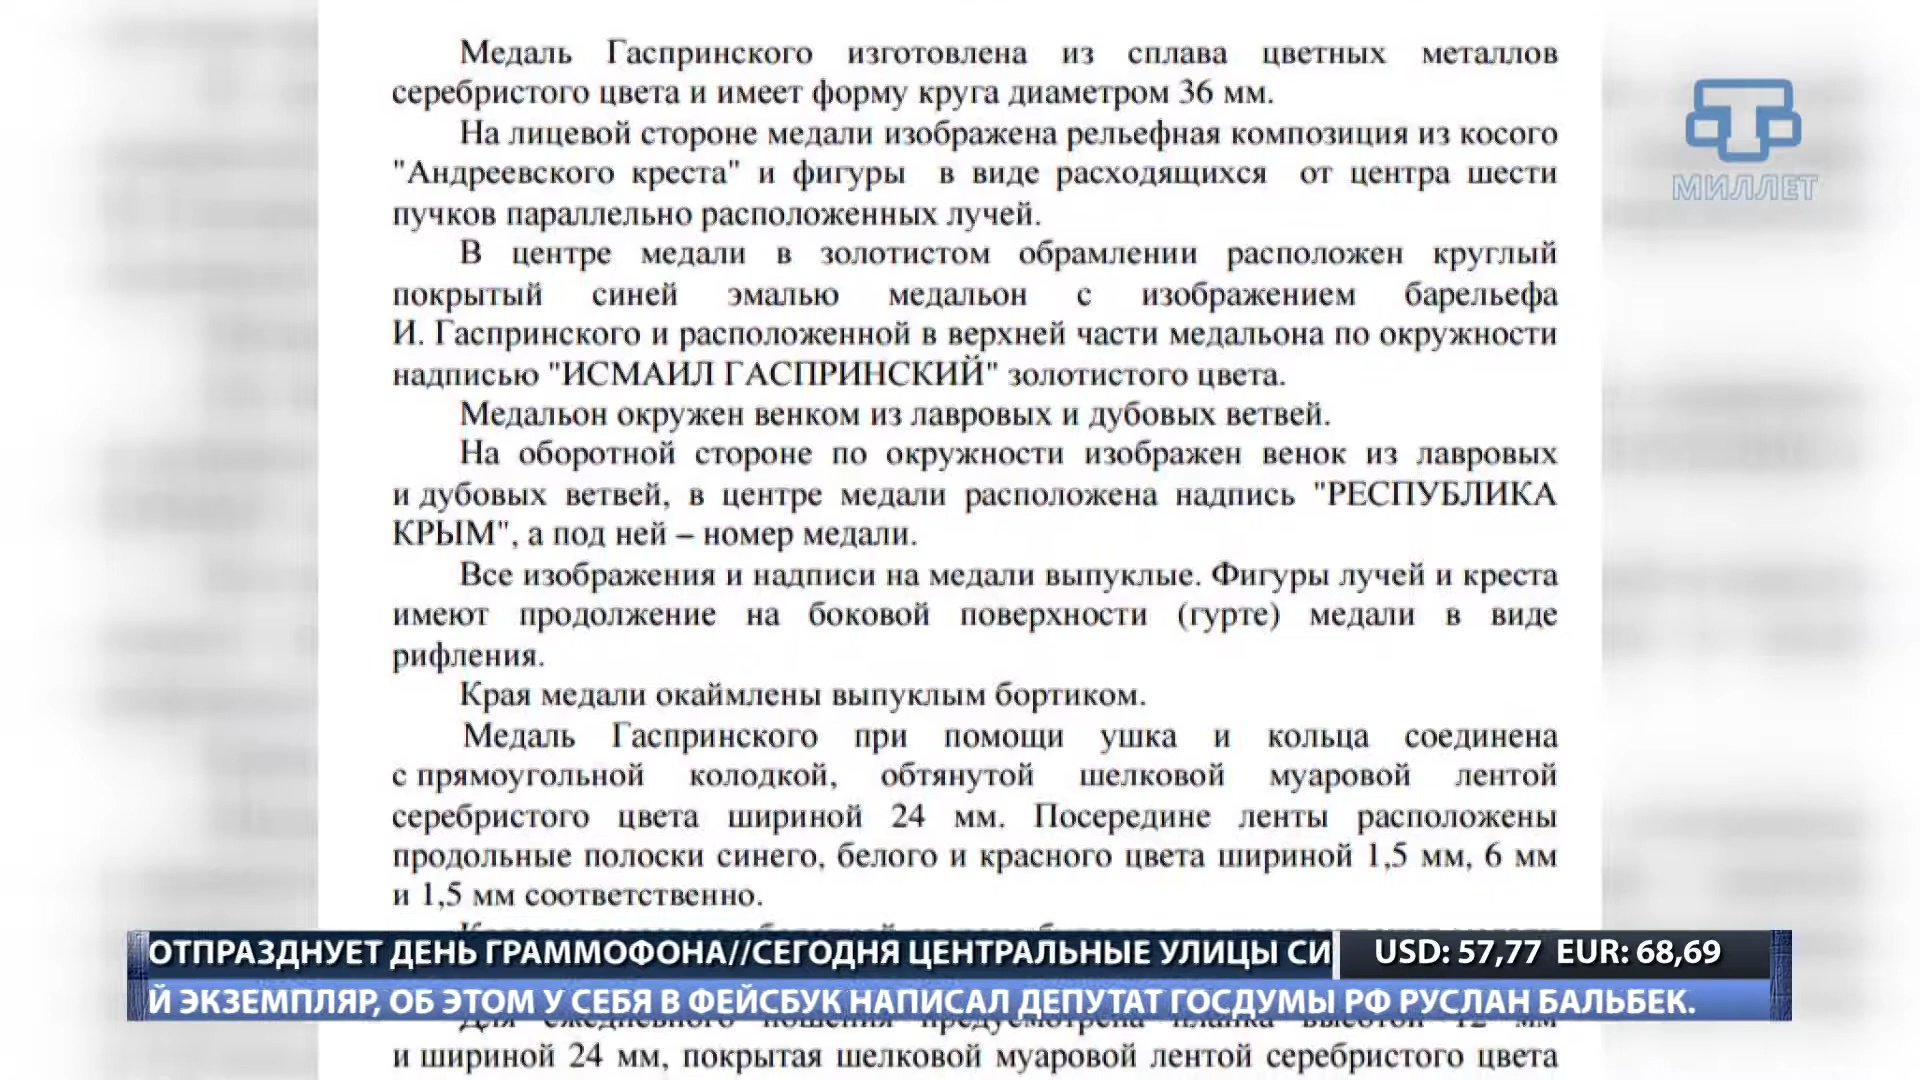 Медаль Гаспринского изготовлена из сплава цветных металлов
серебристого цвета и имеет форму круга диаметром 36 мм.
На лицевой стороне медали изображена рельефная композиция из косого
"Андреевского креста" и фигуры в виде расходящихся от центра шести
пучков параллельно расположенных лучей.
В центре медали в золотистом обрамлении расположен круглый
покрытый синей эмалью медальон с изображением барельефа
И. Гаспринского и расположенной в верхней части медальона по окружности
надписью "ИСМАИЛ ГАСПРИНСКИЙ" золотистого цвета.
Медальон окружен венком из лавровых и дубовых ветвей.
На оборотной стороне по окружности изображен венок из лавровых
и дубовых ветвей, в центре медали расположена надпись "РЕСПУБЛИКА
КРЫМ", а под ней – номер медали.
Все изображения и надписи на медали выпуклые. Фигуры лучей и креста
имеют продолжение на боковой поверхности (гурте) медали в виде
рифления.
Края медали окаймлены выпуклым бортиком.
Медаль Гаспринского при помощи ушка и кольца соединена
с прямоугольной колодкой, обтянутой шелковой муаровой лентой
серебристого цвета шириной 24 мм. Посередине ленты расположены
продольные полоски синего, белого и красного цвета шириной 1,5 мм, 6 мм
и 1,5 мм соответственно.
Для ежедневного ношения предусмотрена планка высотой 12 мм
и шириной 24 мм, покрытая шелковой муаровой лентой серебристого цвета
МИЛЛЕТ
ОТПРАЗДНУЕТ ДЕНЬ ГРАММОФОНА//СЕГОДНЯ ЦЕНТРАЛЬНЫЕ УЛИЦЫ СИ
USD: 57,77 EUR: 68,69
Й ЭКЗЕМПЛЯР, ОБ ЭТОМ У СЕБЯ В ФЕЙСБУК НАПИСАЛ ДЕПУТАТ ГОСДУМЫ РФ РУСЛАН БАЛЬБЕК.